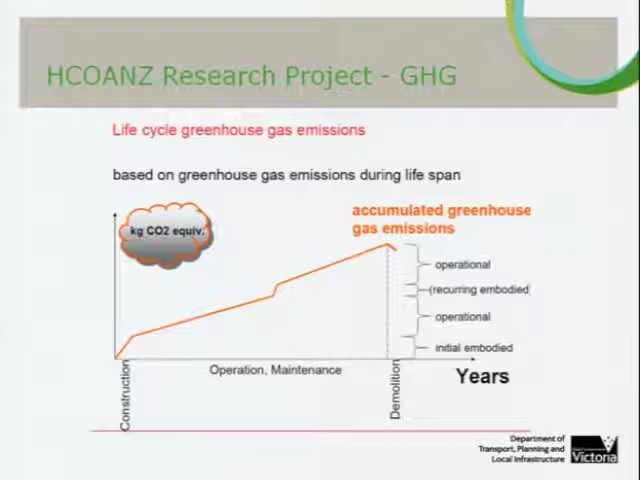 HCOANZ Research Project - GHG
Life cycle greenhouse gas emissions
based on greenhouse gas emissions during life span
accumulated greenhouse
gas emissions
kg CO2 equiv.
operational
(recurring embodied)
operational
initial embodied
Operation, Maintenance
Years
Construction
Demolition
Department of
Transport, Planning and
Local Infrastructure
Victoria